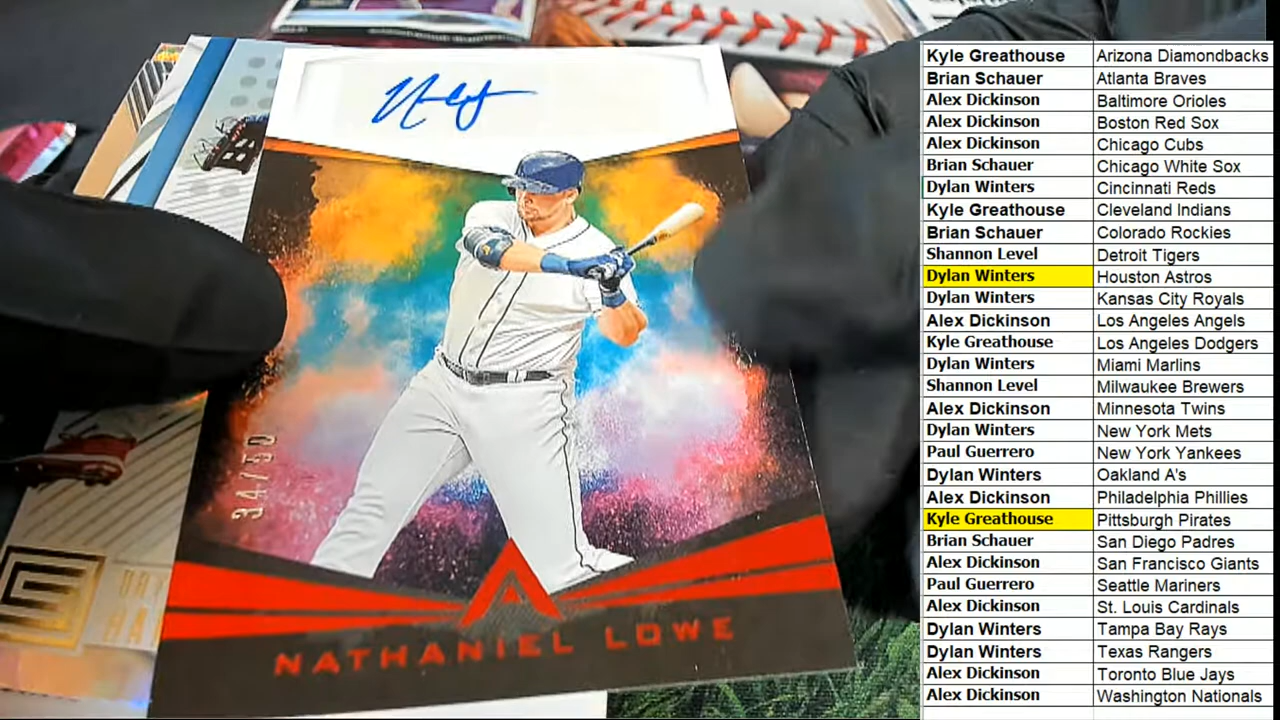 34/50
NATHANIEL LOWE
Kyle Greathouse Arizona Diamondbacks
Brian Schauer Atlanta Braves
Alex Dickinson Baltimore Orioles
Alex Dickinson Boston Red Sox
Alex Dickinson Chicago Cubs
Brian Schauer Chicago White Sox
Dylan Winters Cincinnati Reds
Kyle Greathouse Cleveland Indians
Brian Schauer Colorado Rockies
Shannon Level Detroit Tigers
Dylan Winters Houston Astros
Dylan Winters Kansas City Royals
Alex Dickinson Los Angeles Angels
Kyle Greathouse Los Angeles Dodgers
Dylan Winters Miami Marlins
Shannon Level Milwaukee Brewers
Alex Dickinson Minnesota Twins
Dylan Winters New York Mets
Paul Guerrero New York Yankees
Dylan Winters Oakland A's
Alex Dickinson Philadelphia Phillies
Kyle Greathouse Pittsburgh Pirates
Brian Schauer San Diego Padres
Alex Dickinson San Francisco Giants
Paul Guerrero Seattle Mariners
Alex Dickinson St. Louis Cardinals
Dylan Winters Tampa Bay Rays
Dylan Winters Texas Rangers
Alex Dickinson Toronto Blue Jays
Alex Dickinson Washington Nationals